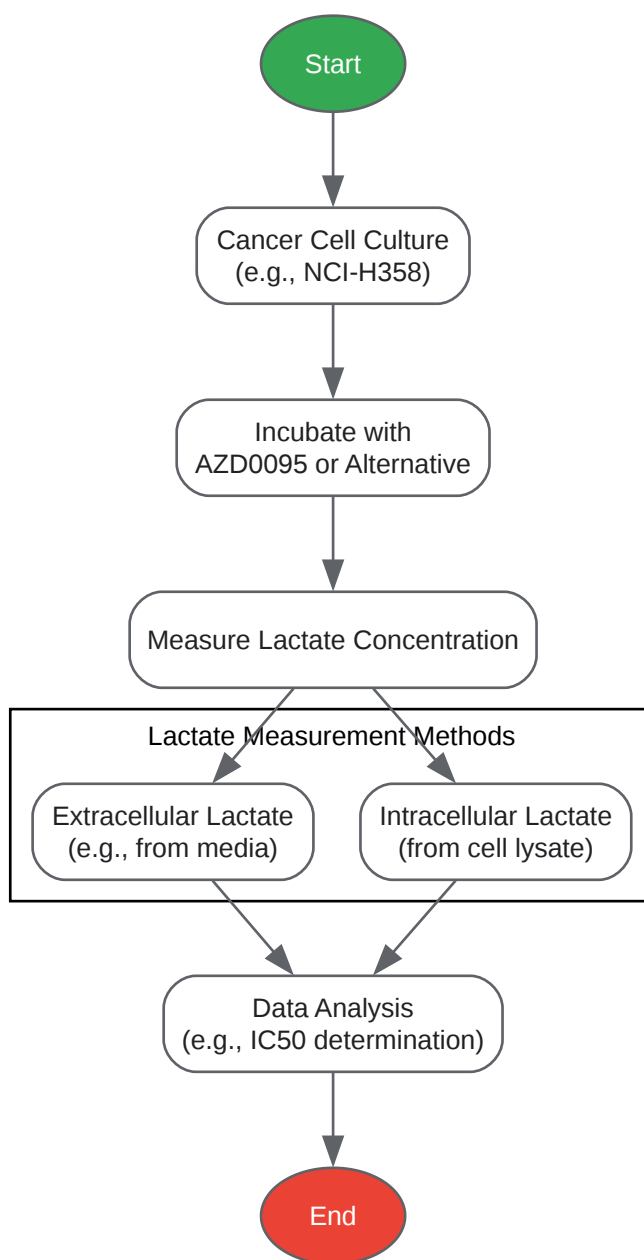 Start
Cancer Cell Culture
(e.g., NCI-H358)
Incubate with
AZD0095 or Alternative
Measure Lactate Concentration
Lactate Measurement Methods
Extracellular Lactate
(e.g., from media)
Intracellular Lactate
(from cell lysate)
Data Analysis
(e.g., IC50 determination)
End